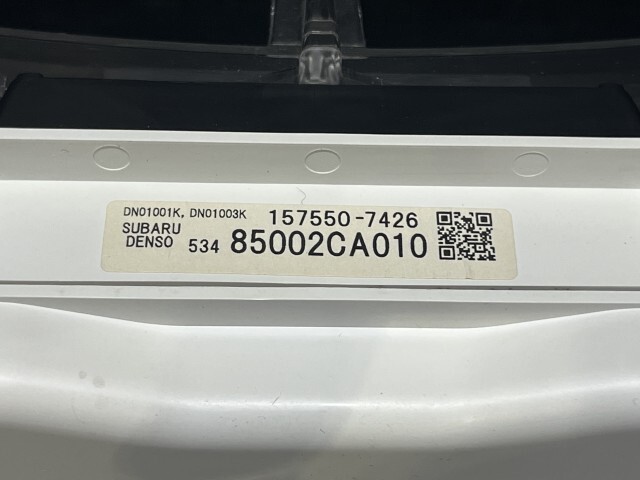 DN01001K, DN01003K 157550-7426
SUBARU
DENSO 534 85002CA010